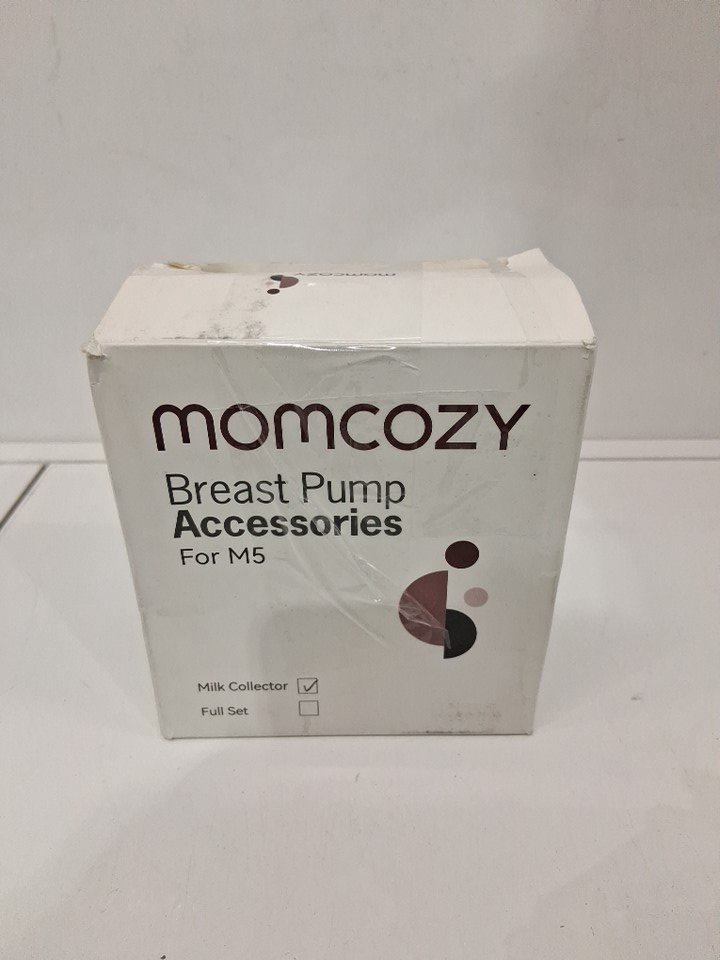 momcozy
momcozy
Breast Pump
Accessories
For M5
Milk Collector
Full Set